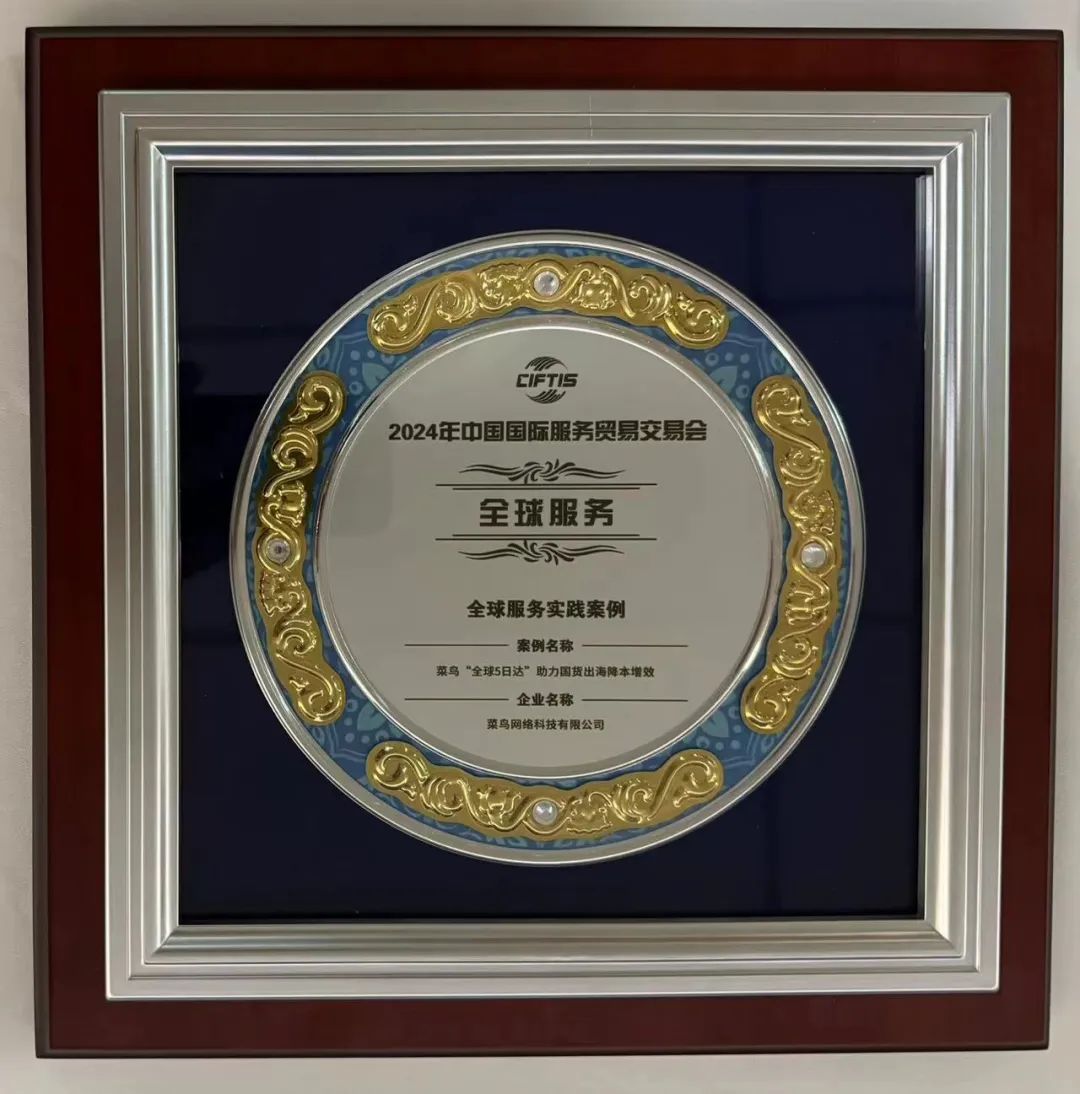 CIFTIS
2024年中国国际服务贸易交易会
全球服务
全球服务实践案例
案例名称
菜鸟“全球5日达”助力国货出海降本增效
企业名称
菜鸟网络科技有限公司